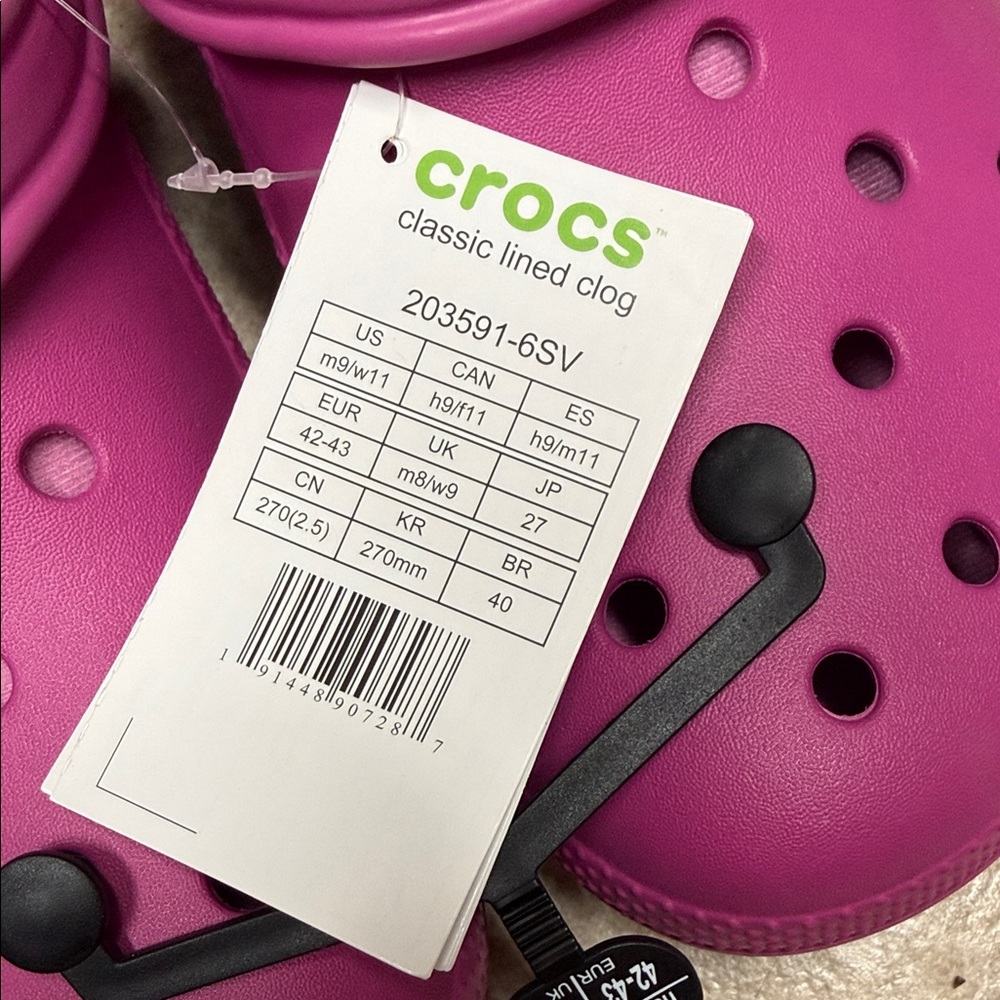 crocs™
classic lined clog
203591-6SV
US CAN ES
m9/w11 h9/f11 h9/m11
EUR UK JP
42-43 m8/w9 27
CN KR BR
270(2.5) 270mm 40
1 91448 90728 7
42-43
EUR UK